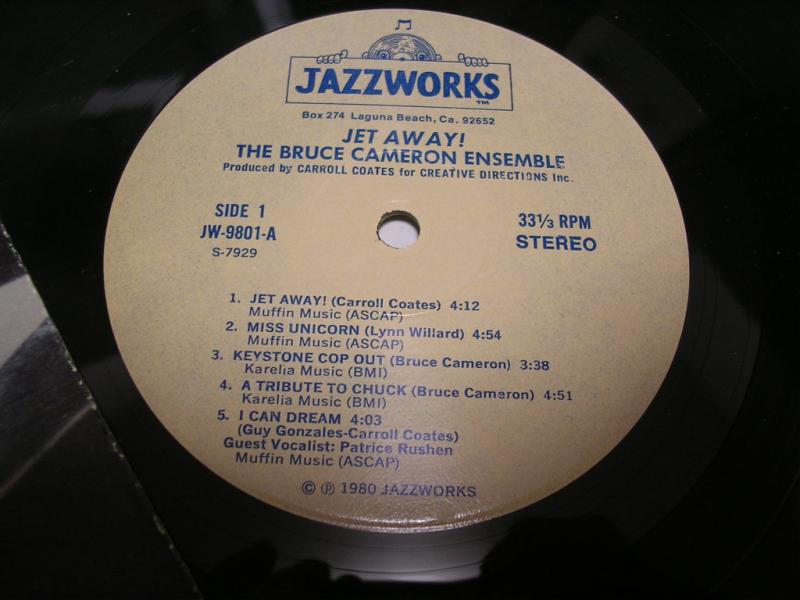 JAZZWORKS TM
Box 274 Laguna Beach, Ca. 92652
JET AWAY!
THE BRUCE CAMERON ENSEMBLE
Produced by CARROLL COATES for CREATIVE DIRECTIONS Inc.
SIDE 1
JW-9801-A
S-7929
33⅓ RPM
STEREO
1. JET AWAY! (Carroll Coates) 4:12
Muffin Music (ASCAP)
2. MISS UNICORN (Lynn Willard) 4:54
Muffin Music (ASCAP)
3. KEYSTONE COP OUT (Bruce Cameron) 3:38
Karelia Music (BMI)
4. A TRIBUTE TO CHUCK (Bruce Cameron) 4:51
Karelia Music (BMI)
5. I CAN DREAM 4:03
(Guy Gonzales-Carroll Coates)
Guest Vocalist: Patrice Rushen
Muffin Music (ASCAP)
© ℗ 1980 JAZZWORKS